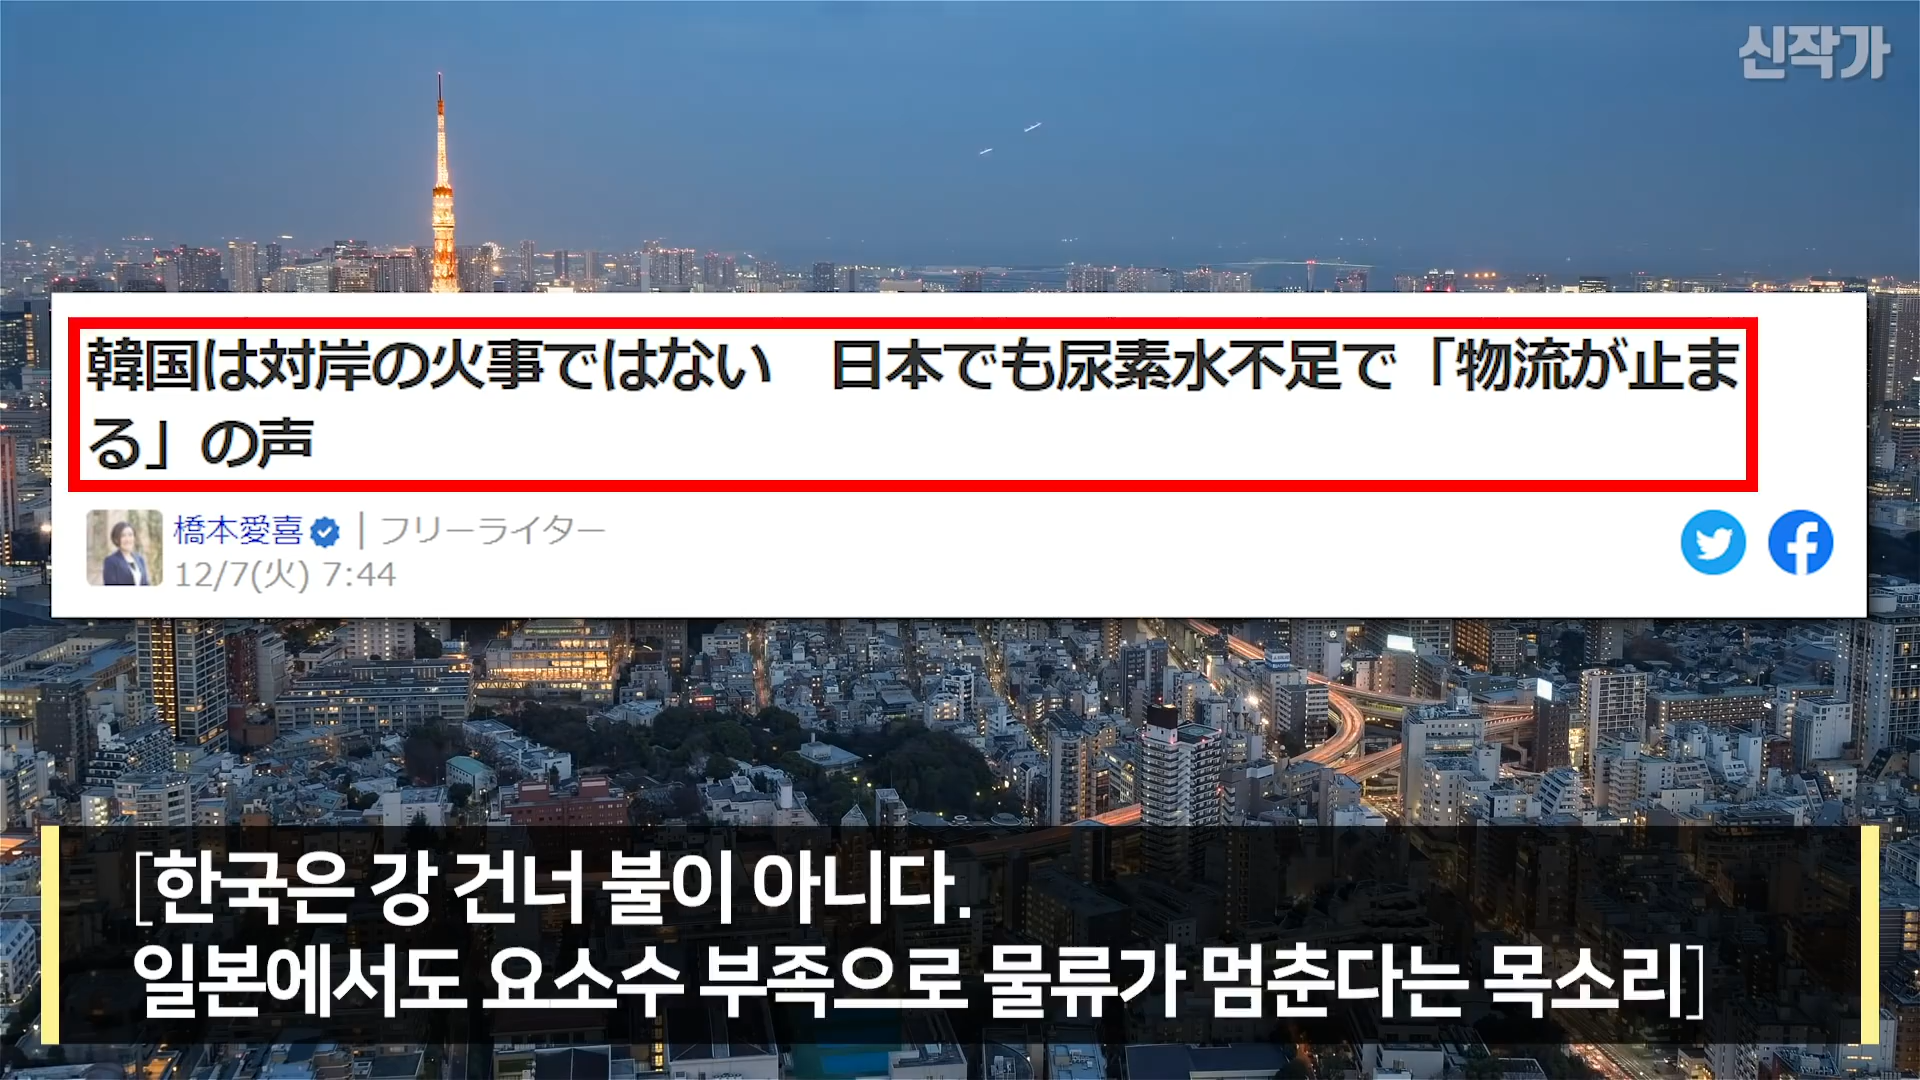 신작가
韓国は対岸の火事ではない　日本でも尿素水不足で「物流が止ま
る」の声
橋本愛喜 | フリーライター
12/7(火) 7:44
[한국은 강 건너 불이 아니다.
일본에서도 요소수 부족으로 물류가 멈춘다는 목소리]